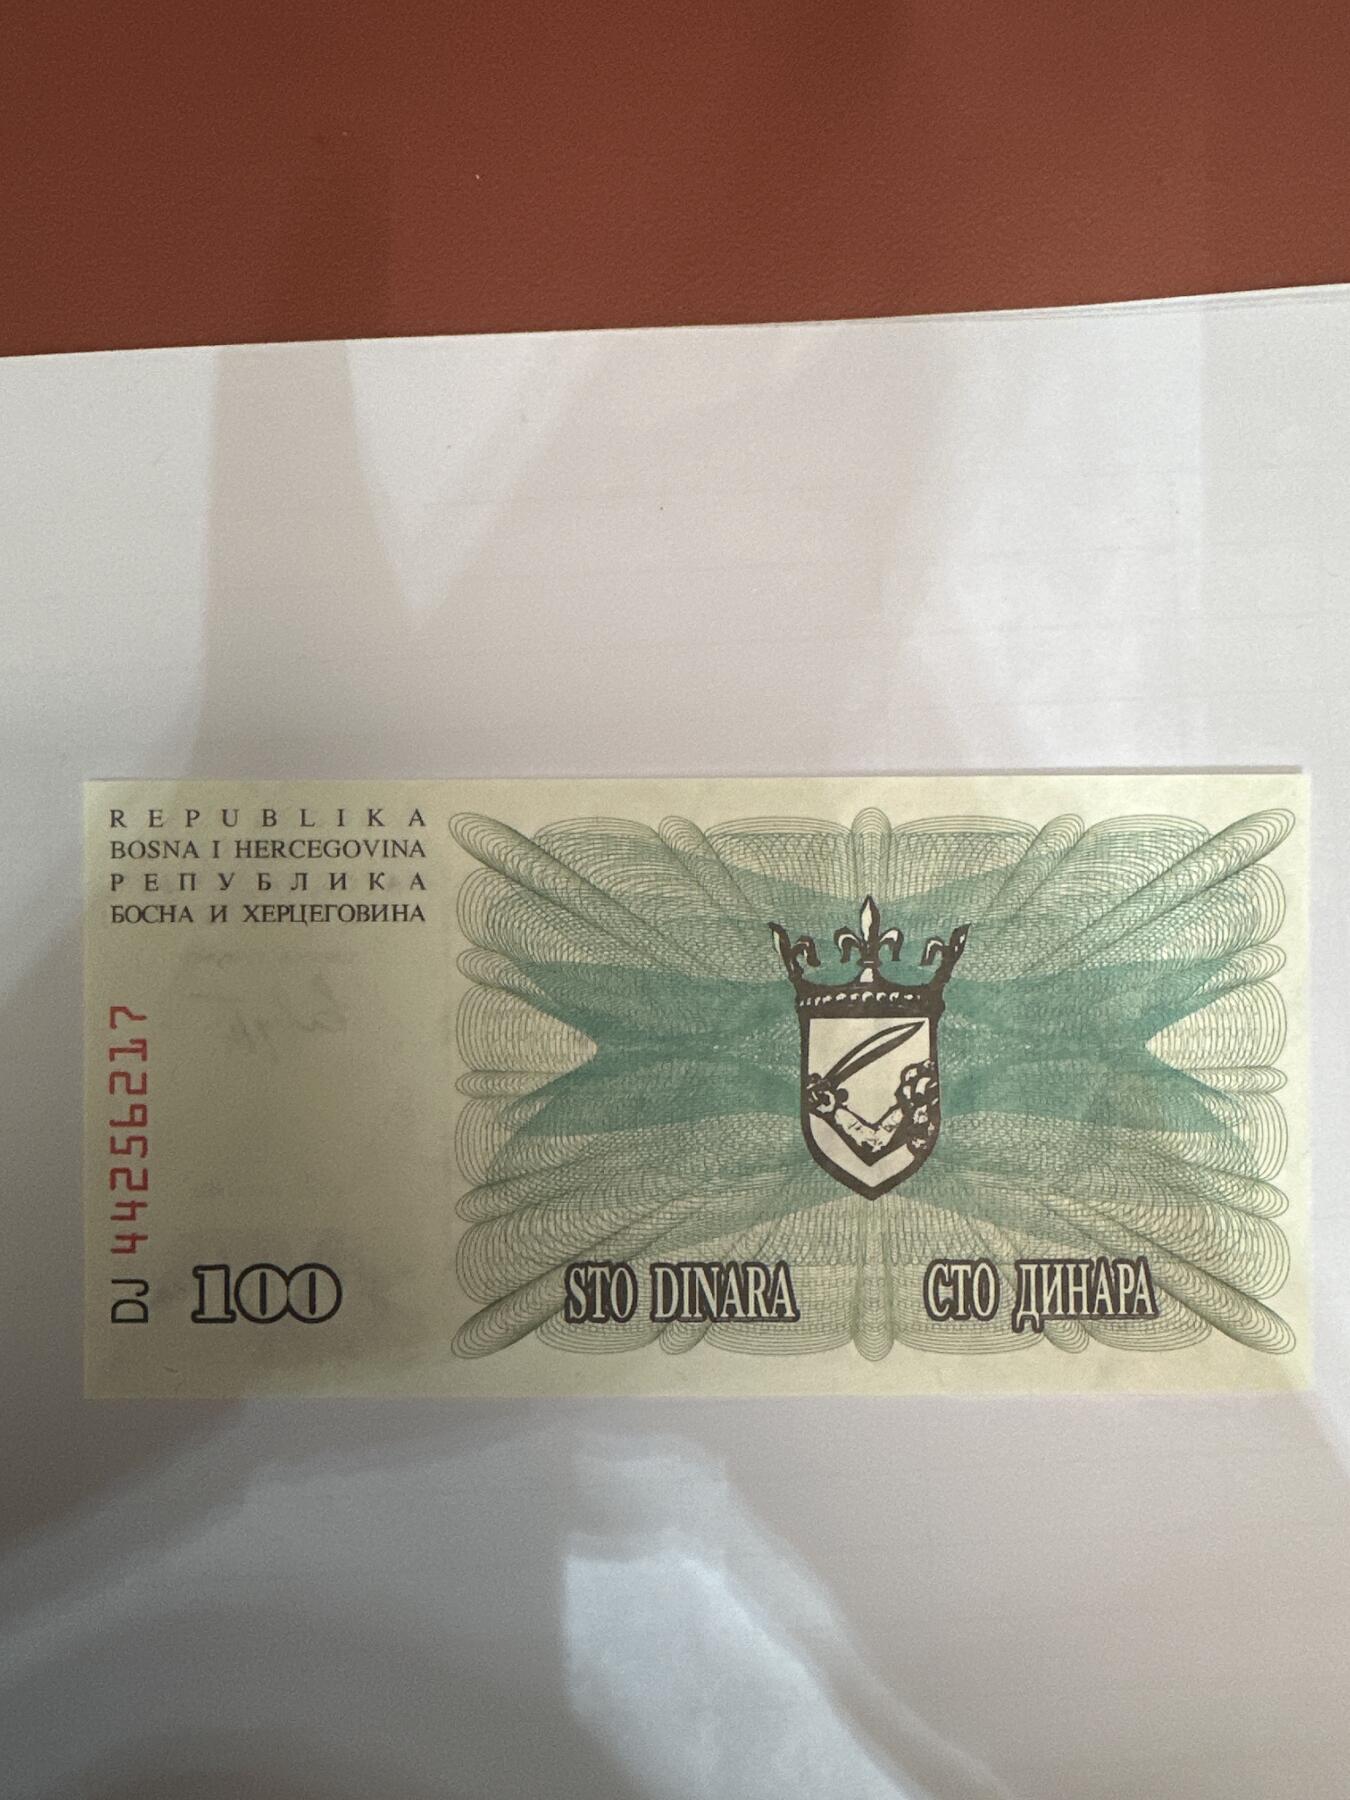 REPUBLIKA
BOSNA I HERCEGOVINA
РЕПУБЛИКА
БОСНА И ХЕРЦЕГОВИНА
DJ 44256217
100
STO DINARA
СТО ДИНАРА